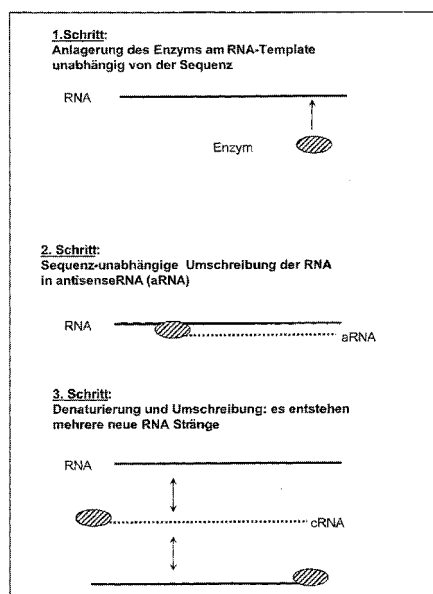 1.Schritt:
Anlagerung des Enzyms am RNA-Template
unabhängig von der Sequenz
RNA
Enzym
2. Schritt:
Sequenz-unabhängige Umschreibung der RNA
in antisenseRNA (aRNA)
RNA
aRNA
3. Schritt:
Denaturierung und Umschreibung: es entstehen
mehrere neue RNA Stränge
RNA
cRNA